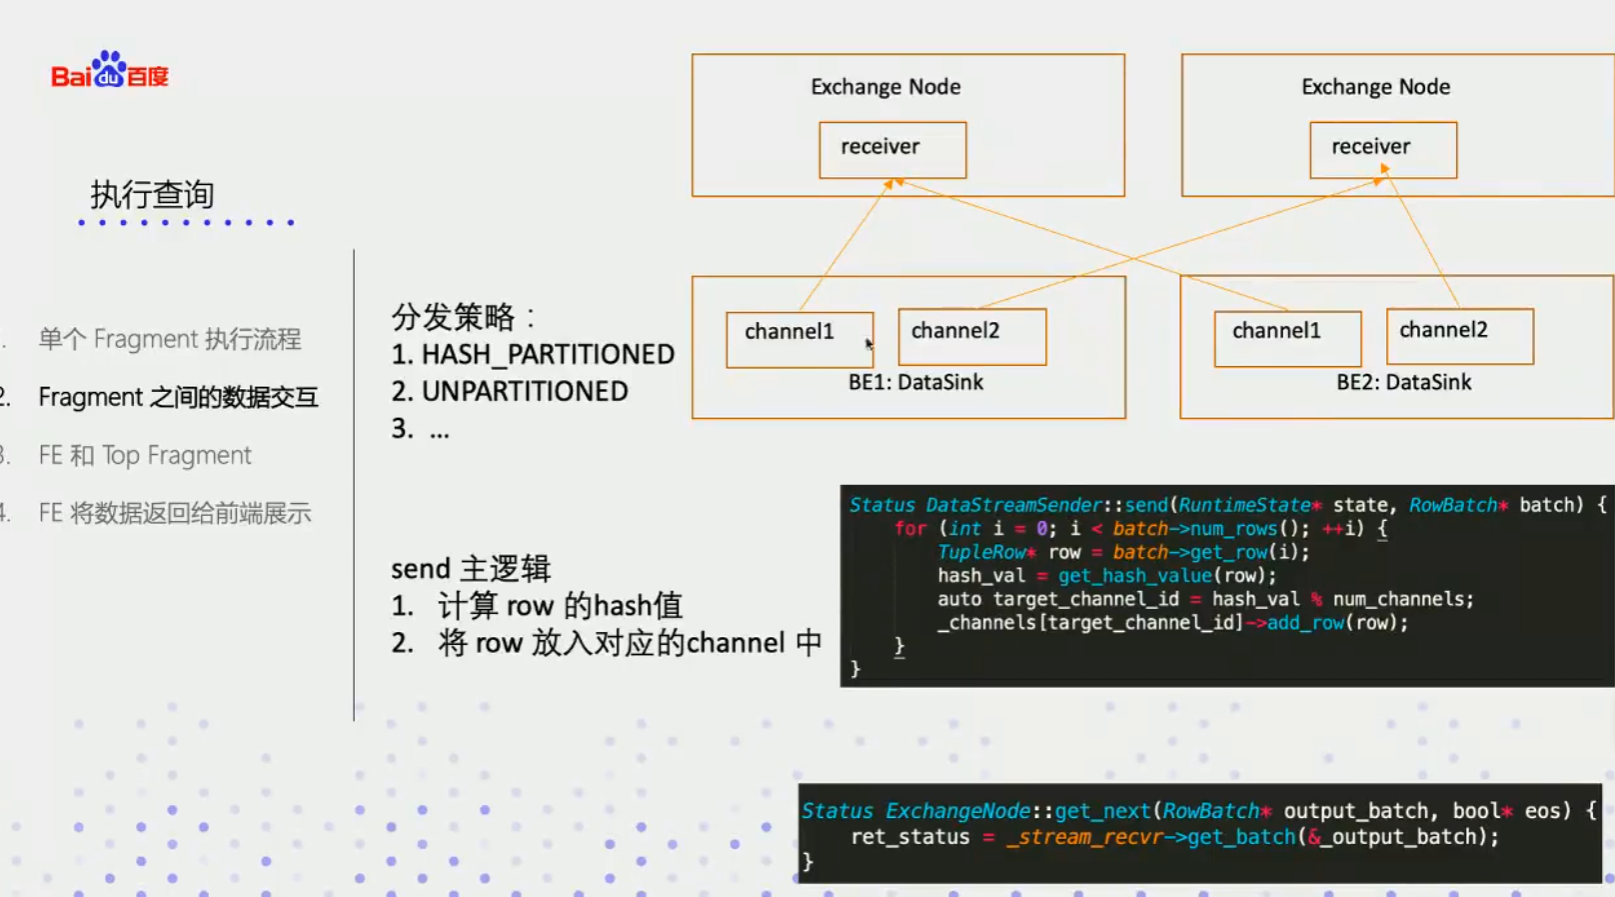 Baidu百度
执行查询
. 单个 Fragment 执行流程
2. Fragment 之间的数据交互
3. FE 和 Top Fragment
4. FE 将数据返回给前端展示
分发策略：
1. HASH_PARTITIONED
2. UNPARTITIONED
3. ...
send 主逻辑
1. 计算 row 的hash值
2. 将 row 放入对应的channel 中
Exchange Node
receiver
Exchange Node
receiver
channel1
channel2
BE1: DataSink
channel1
channel2
BE2: DataSink
Status DataStreamSender::send(RuntimeState* state, RowBatch* batch) {
for (int i = 0; i < batch->num_rows(); ++i) {
TupleRow* row = batch->get_row(i);
hash_val = get_hash_value(row);
auto target_channel_id = hash_val % num_channels;
_channels[target_channel_id]->add_row(row);
}
}
Status ExchangeNode::get_next(RowBatch* output_batch, bool* eos) {
ret_status = _stream_recvr->get_batch(&_output_batch);
}